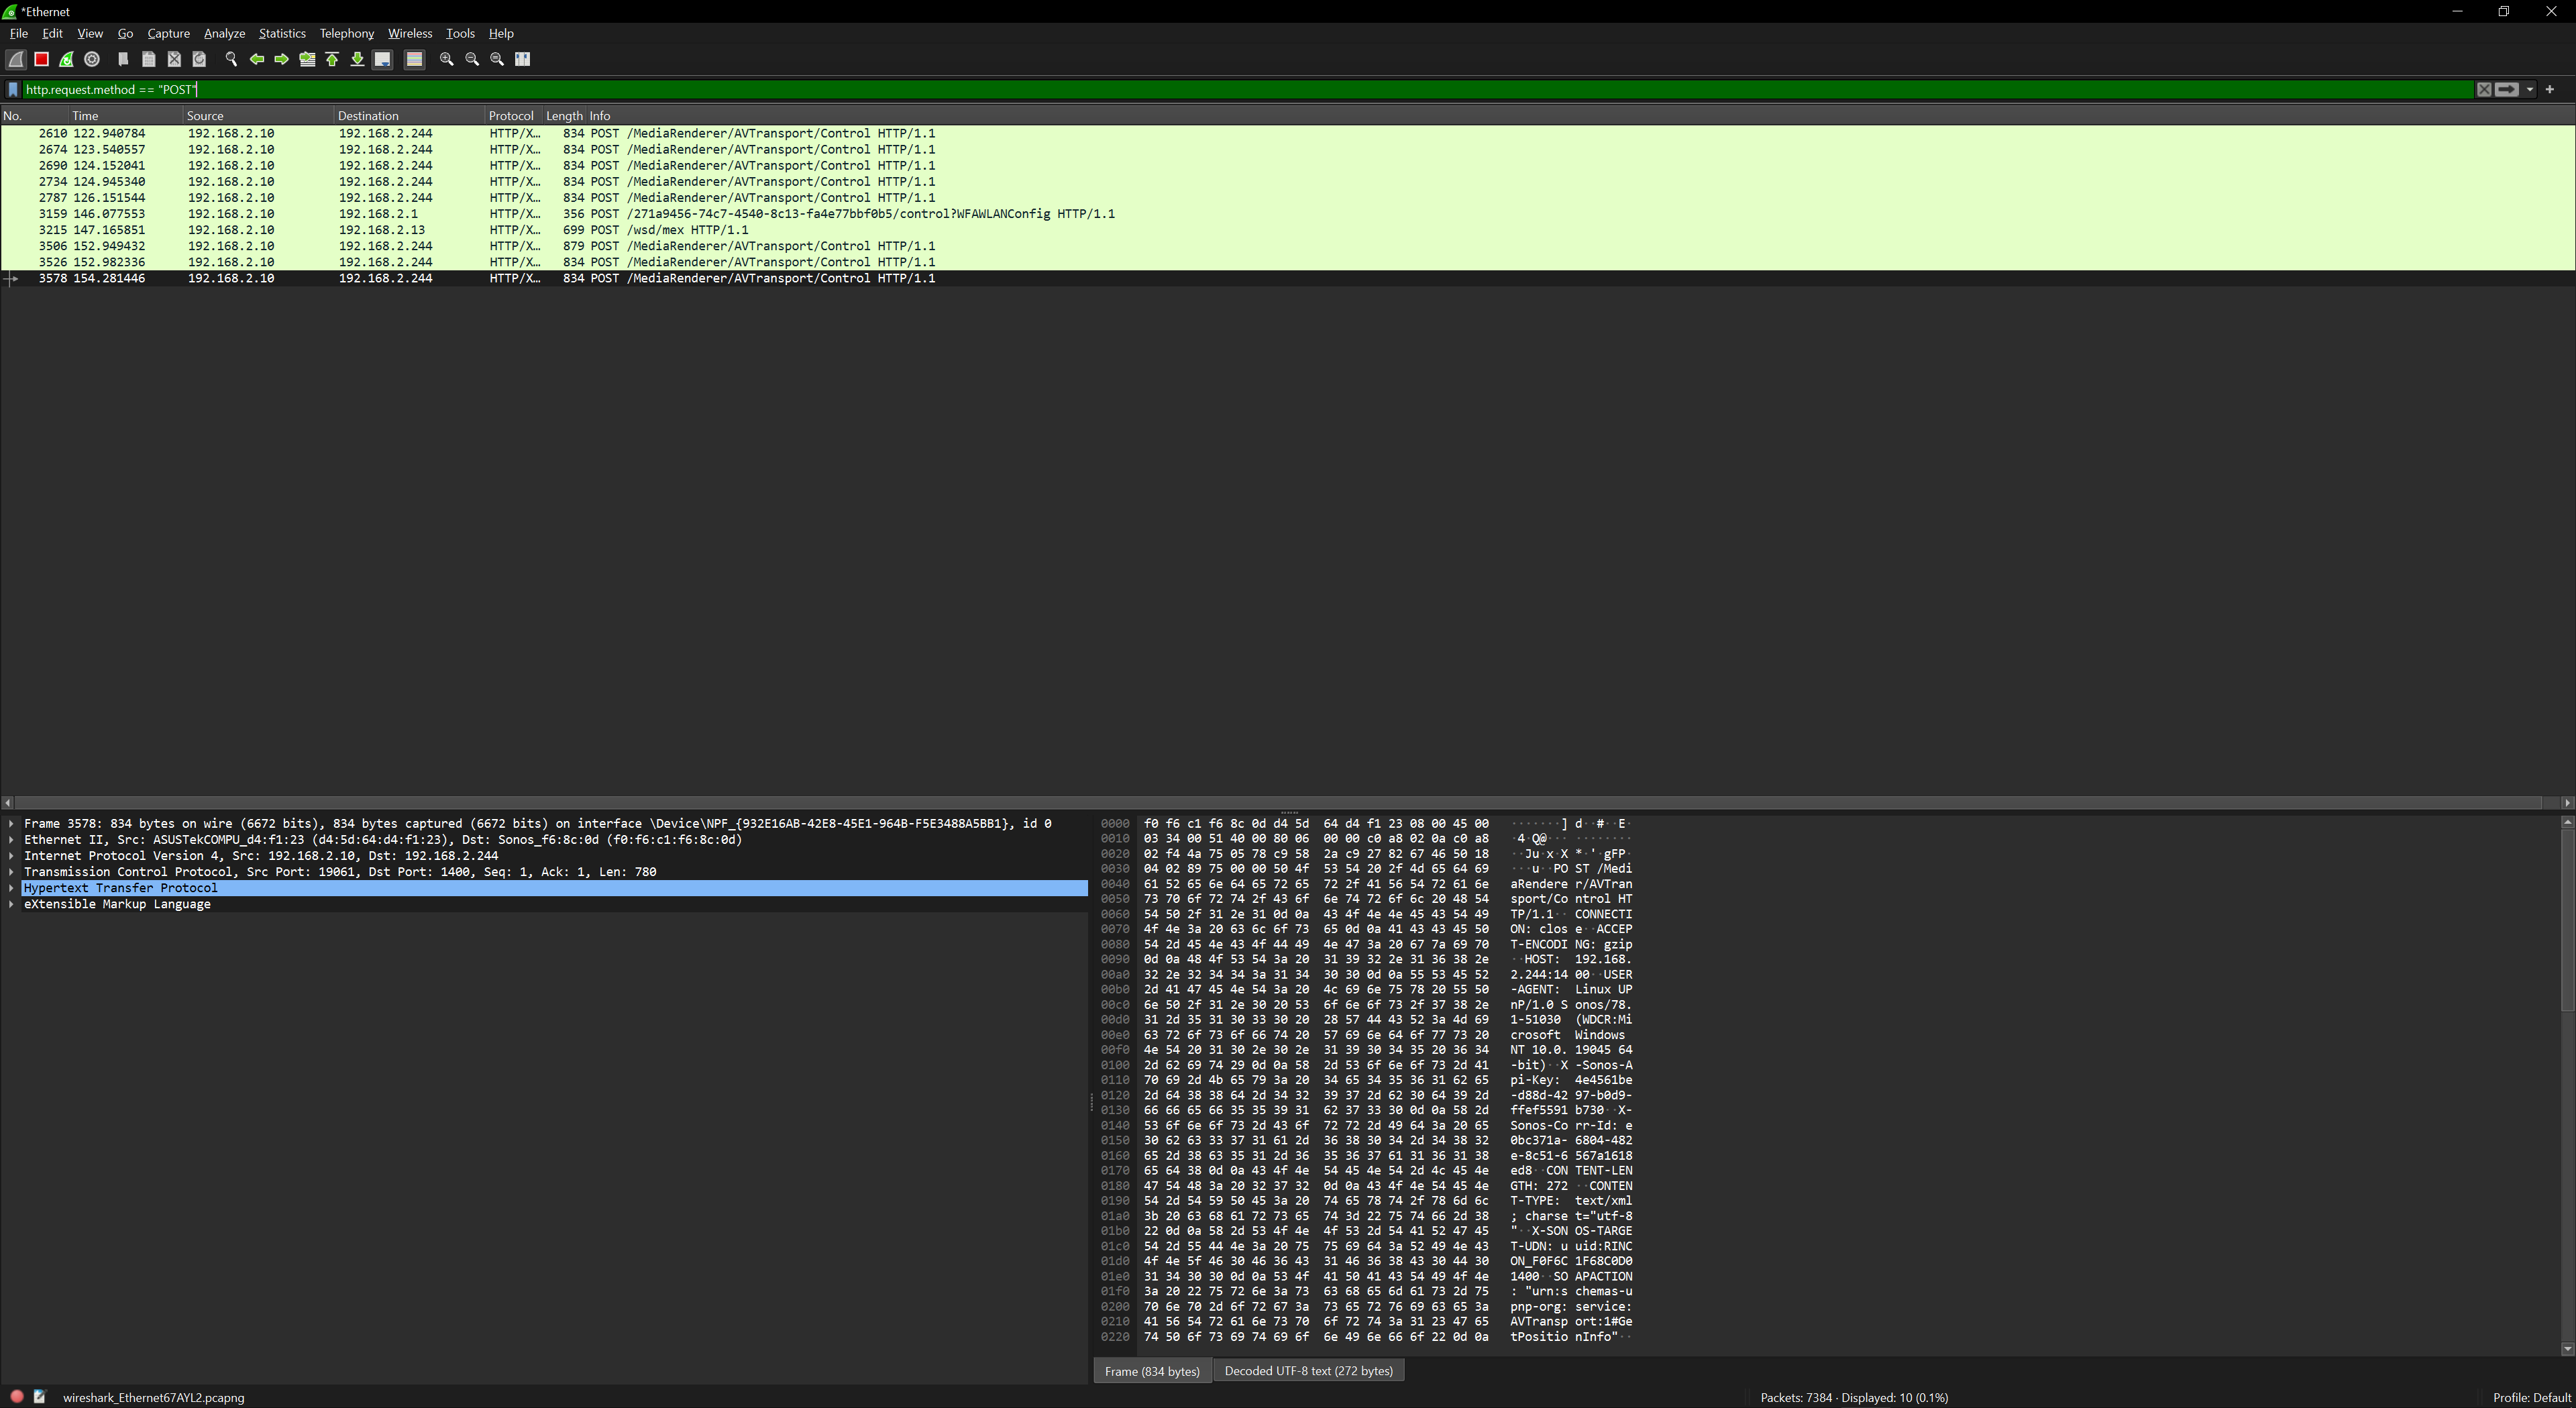 *Ethernet
File Edit View Go Capture Analyze Statistics Telephony Wireless Tools Help
http.request.method == "POST"
No. Time Source Destination Protocol Length Info
2610 122.940784 192.168.2.10 192.168.2.244 HTTP/X… 834 POST /MediaRenderer/AVTransport/Control HTTP/1.1
2674 123.540557 192.168.2.10 192.168.2.244 HTTP/X… 834 POST /MediaRenderer/AVTransport/Control HTTP/1.1
2690 124.152041 192.168.2.10 192.168.2.244 HTTP/X… 834 POST /MediaRenderer/AVTransport/Control HTTP/1.1
2734 124.945340 192.168.2.10 192.168.2.244 HTTP/X… 834 POST /MediaRenderer/AVTransport/Control HTTP/1.1
2787 126.151544 192.168.2.10 192.168.2.244 HTTP/X… 834 POST /MediaRenderer/AVTransport/Control HTTP/1.1
3159 146.077553 192.168.2.10 192.168.2.1 HTTP/X… 356 POST /271a9456-74c7-4540-8c13-fa4e77bbf0b5/control?WFAWLANConfig HTTP/1.1
3215 147.165851 192.168.2.10 192.168.2.13 HTTP/X… 699 POST /wsd/mex HTTP/1.1
3506 152.949432 192.168.2.10 192.168.2.244 HTTP/X… 879 POST /MediaRenderer/AVTransport/Control HTTP/1.1
3526 152.982336 192.168.2.10 192.168.2.244 HTTP/X… 834 POST /MediaRenderer/AVTransport/Control HTTP/1.1
3578 154.281446 192.168.2.10 192.168.2.244 HTTP/X… 834 POST /MediaRenderer/AVTransport/Control HTTP/1.1
Frame 3578: 834 bytes on wire (6672 bits), 834 bytes captured (6672 bits) on interface \Device\NPF_{932E16AB-42E8-45E1-964B-F5E3488A5BB1}, id 0
Ethernet II, Src: ASUSTekCOMPU_d4:f1:23 (d4:5d:64:d4:f1:23), Dst: Sonos_f6:8c:0d (f0:f6:c1:f6:8c:0d)
Internet Protocol Version 4, Src: 192.168.2.10, Dst: 192.168.2.244
Transmission Control Protocol, Src Port: 19061, Dst Port: 1400, Seq: 1, Ack: 1, Len: 780
Hypertext Transfer Protocol
eXtensible Markup Language
0000 f0 f6 c1 f6 8c 0d d4 5d 64 d4 f1 23 08 00 45 00 ·······] d··#··E·
0010 03 34 00 51 40 00 80 06 00 00 c0 a8 02 0a c0 a8 ·4·Q@··· ········
0020 02 f4 4a 75 05 78 c9 58 2a c9 27 82 67 46 50 18 ··Ju·x·X *·'·gFP·
0030 04 02 89 75 00 00 50 4f 53 54 20 2f 4d 65 64 69 ···u··PO ST /Medi
0040 61 52 65 6e 64 65 72 65 72 2f 41 56 54 72 61 6e aRendere r/AVTran
0050 73 70 6f 72 74 2f 43 6f 6e 74 72 6f 6c 20 48 54 sport/Co ntrol HT
0060 54 50 2f 31 2e 31 0d 0a 43 4f 4e 4e 45 43 54 49 TP/1.1·· CONNECTI
0070 4f 4e 3a 20 63 6c 6f 73 65 0d 0a 41 43 43 45 50 ON: clos e··ACCEP
0080 54 2d 45 4e 43 4f 44 49 4e 47 3a 20 67 7a 69 70 T-ENCODI NG: gzip
0090 0d 0a 48 4f 53 54 3a 20 31 39 32 2e 31 36 38 2e ··HOST: 192.168.
00a0 32 2e 32 34 34 3a 31 34 30 30 0d 0a 55 53 45 52 2.244:14 00··USER
00b0 2d 41 47 45 4e 54 3a 20 4c 69 6e 75 78 20 55 50 -AGENT: Linux UP
00c0 6e 50 2f 31 2e 30 20 53 6f 6e 6f 73 2f 37 38 2e nP/1.0 S onos/78.
00d0 31 2d 35 31 30 33 30 20 28 57 44 43 52 3a 4d 69 1-51030 (WDCR:Mi
00e0 63 72 6f 73 6f 66 74 20 57 69 6e 64 6f 77 73 20 crosoft Windows
00f0 4e 54 20 31 30 2e 30 2e 31 39 30 34 35 20 36 34 NT 10.0. 19045 64
0100 2d 62 69 74 29 0d 0a 58 2d 53 6f 6e 6f 73 2d 41 -bit)··X -Sonos-A
0110 70 69 2d 4b 65 79 3a 20 34 65 34 35 36 31 62 65 pi-Key: 4e4561be
0120 2d 64 38 38 64 2d 34 32 39 37 2d 62 30 64 39 2d -d88d-42 97-b0d9-
0130 66 66 65 66 35 35 39 31 62 37 33 30 0d 0a 58 2d ffef5591 b730··X-
0140 53 6f 6e 6f 73 2d 43 6f 72 72 2d 49 64 3a 20 65 Sonos-Co rr-Id: e
0150 30 62 63 33 37 31 61 2d 36 38 30 34 2d 34 38 32 0bc371a- 6804-482
0160 65 2d 38 63 35 31 2d 36 35 36 37 61 31 36 31 38 e-8c51-6 567a1618
0170 65 64 38 0d 0a 43 4f 4e 54 45 4e 54 2d 4c 45 4e ed8··CON TENT-LEN
0180 47 54 48 3a 20 32 37 32 0d 0a 43 4f 4e 54 45 4e GTH: 272 ··CONTEN
0190 54 2d 54 59 50 45 3a 20 74 65 78 74 2f 78 6d 6c T-TYPE: text/xml
01a0 3b 20 63 68 61 72 73 65 74 3d 22 75 74 66 2d 38 ; charse t="utf-8
01b0 22 0d 0a 58 2d 53 4f 4e 4f 53 2d 54 41 52 47 45 "··X-SON OS-TARGE
01c0 54 2d 55 44 4e 3a 20 75 75 69 64 3a 52 49 4e 43 T-UDN: u uid:RINC
01d0 4f 4e 5f 46 30 46 36 43 31 46 36 38 43 30 44 30 ON_F0F6C 1F68C0D0
01e0 31 34 30 30 0d 0a 53 4f 41 50 41 43 54 49 4f 4e 1400··SO APACTION
01f0 3a 20 22 75 72 6e 3a 73 63 68 65 6d 61 73 2d 75 : "urn:s chemas-u
0200 70 6e 70 2d 6f 72 67 3a 73 65 72 76 69 63 65 3a pnp-org: service:
0210 41 56 54 72 61 6e 73 70 6f 72 74 3a 31 23 47 65 AVTransp ort:1#Ge
0220 74 50 6f 73 69 74 69 6f 6e 49 6e 66 6f 22 0d 0a tPositio nInfo"··
Frame (834 bytes) Decoded UTF-8 text (272 bytes)
wireshark_Ethernet67AYL2.pcapng Packets: 7384 · Displayed: 10 (0.1%) Profile: Default